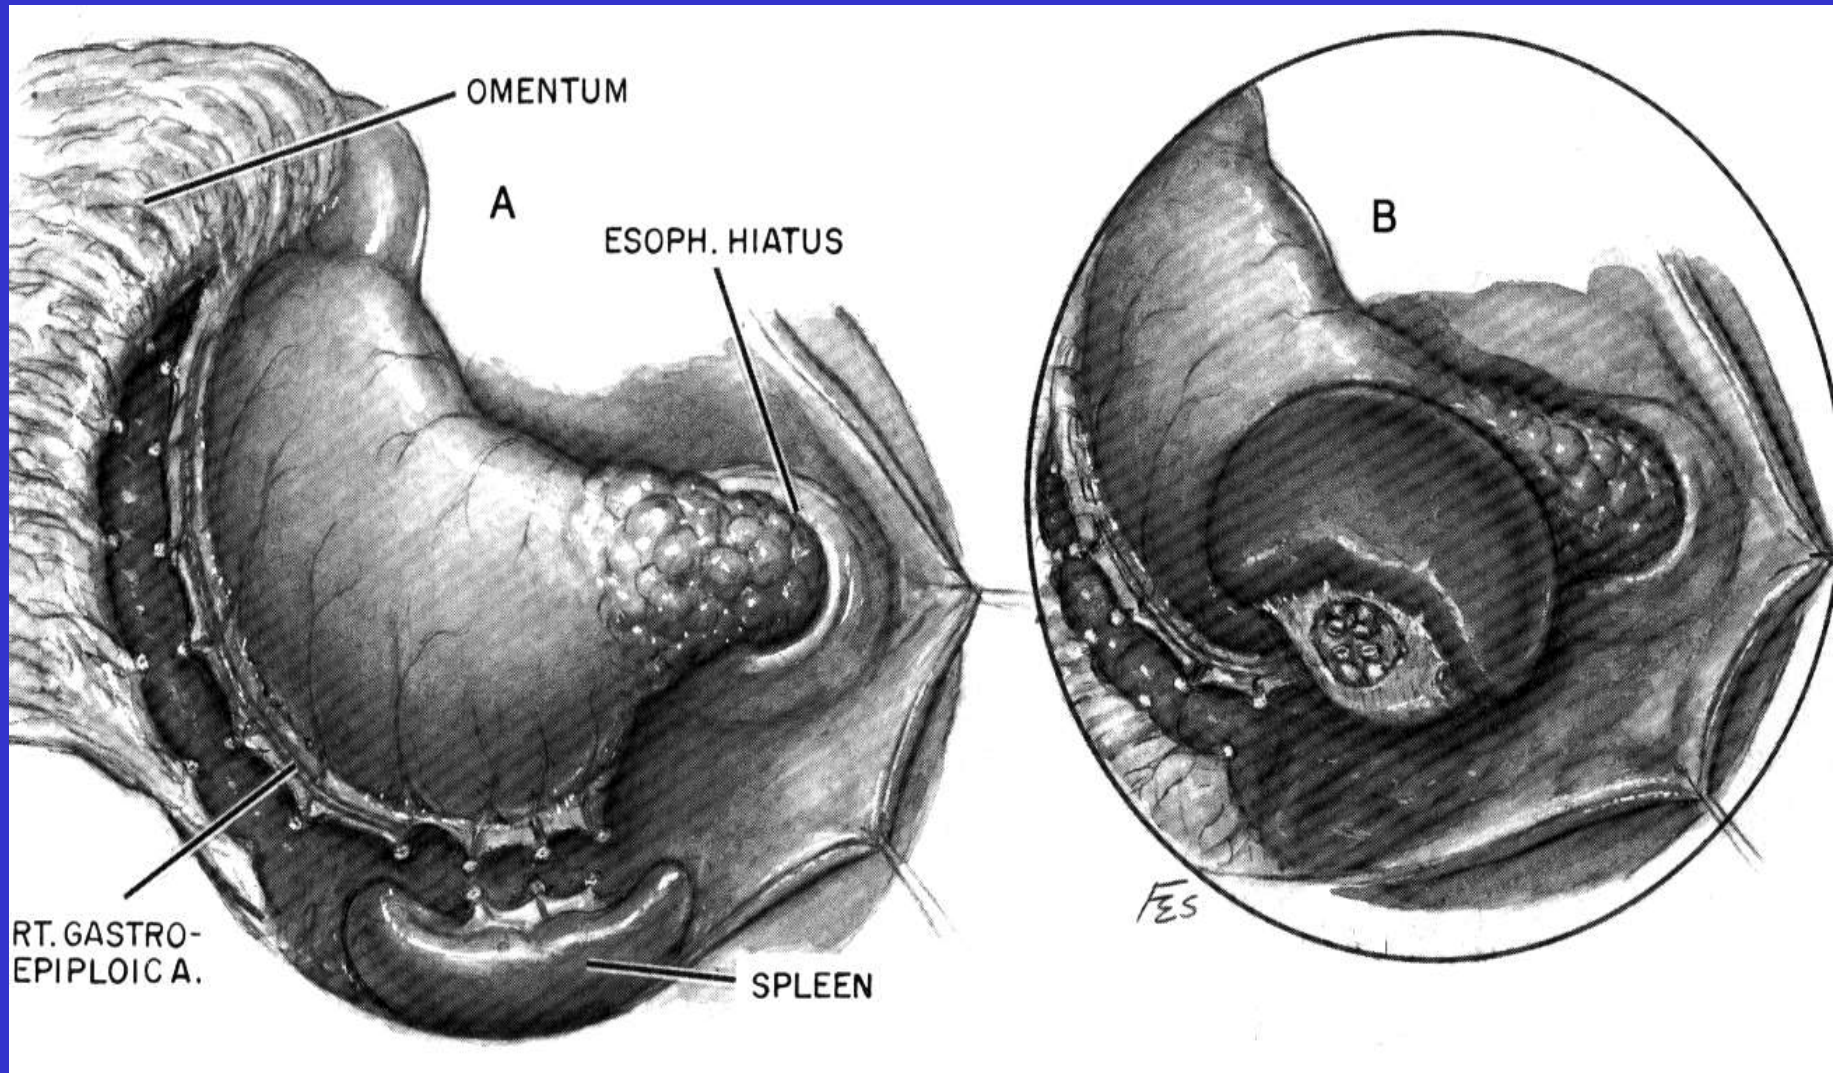 OMENTUM
A
ESOPH. HIATUS
B
RT. GASTRO-
EPIPLOIC A.
SPLEEN
FES